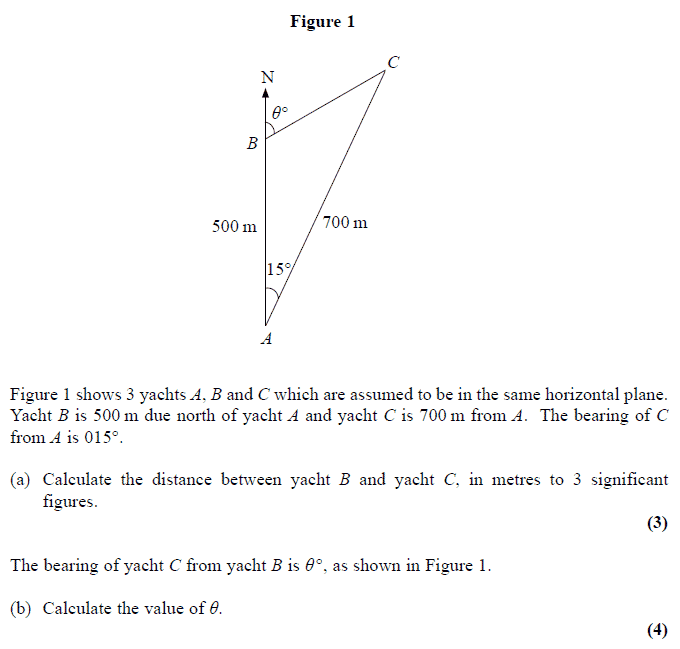 Figure 1
C
N
θ°
B
500 m
700 m
15°
A
Figure 1 shows 3 yachts A, B and C which are assumed to be in the same horizontal plane.
Yacht B is 500 m due north of yacht A and yacht C is 700 m from A. The bearing of C
from A is 015°.
(a) Calculate the distance between yacht B and yacht C, in metres to 3 significant
figures.
(3)
The bearing of yacht C from yacht B is θ°, as shown in Figure 1.
(b) Calculate the value of θ.
(4)